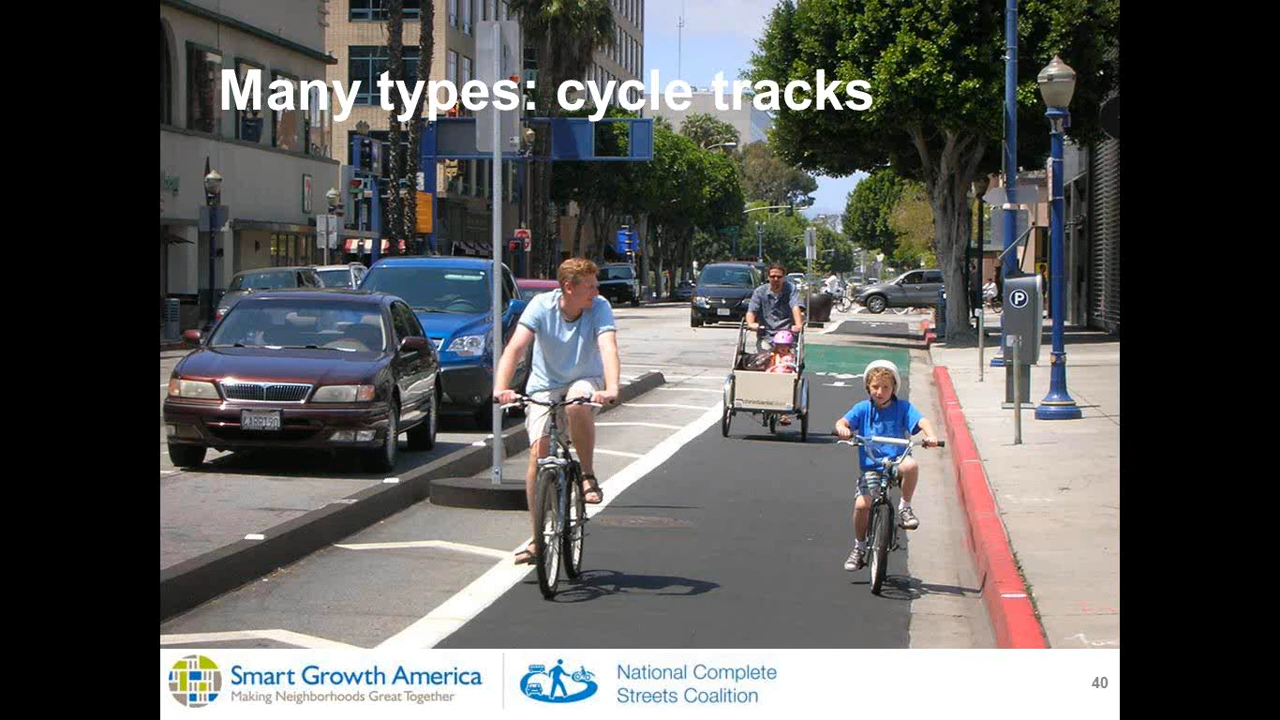 Many types: cycle tracks
P
Smart Growth America
Making Neighborhoods Great Together
National Complete
Streets Coalition
40